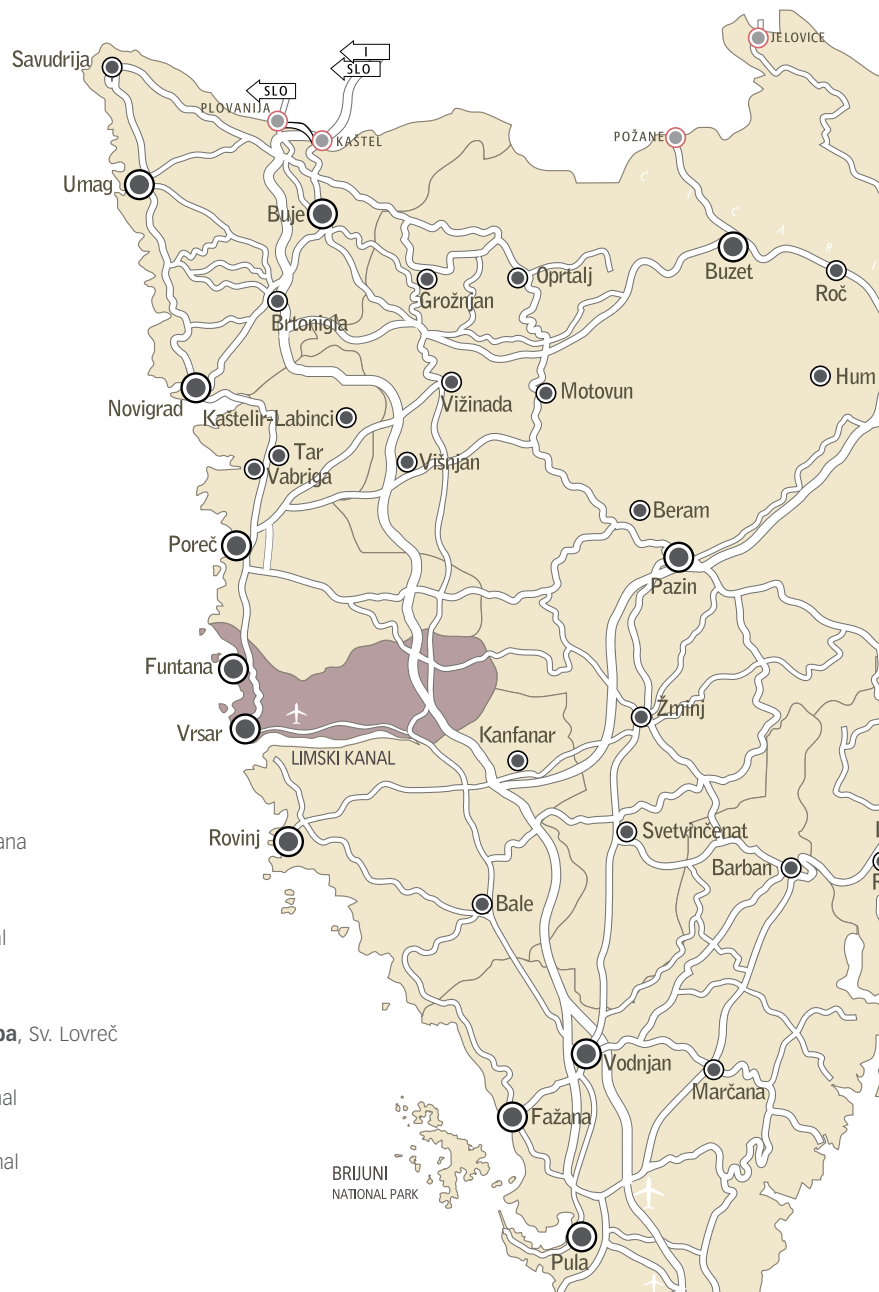 I
SLO
SLO
Savudrija
JELOVICE
PLOVANIJA
KAŠTEL
POŽANE
Umag
Buje
C I C A R I
Buzet
Roč
Oprtalj
Grožnjan
Brtonigla
Hum
Motovun
Vižinada
Novigrad
Kaštelir-Labinci
Tar
Vabriga
Višnjan
Beram
Poreč
Pazin
Funtana
Žminj
Vrsar
Kanfanar
LIMSKI KANAL
Rovinj
Svetvinčenat
Barban
Bale
ana
al
pa, Sv. Lovreč
nal
nal
Vodnjan
Marčana
Fažana
BRIJUNI
NATIONAL PARK
Pula